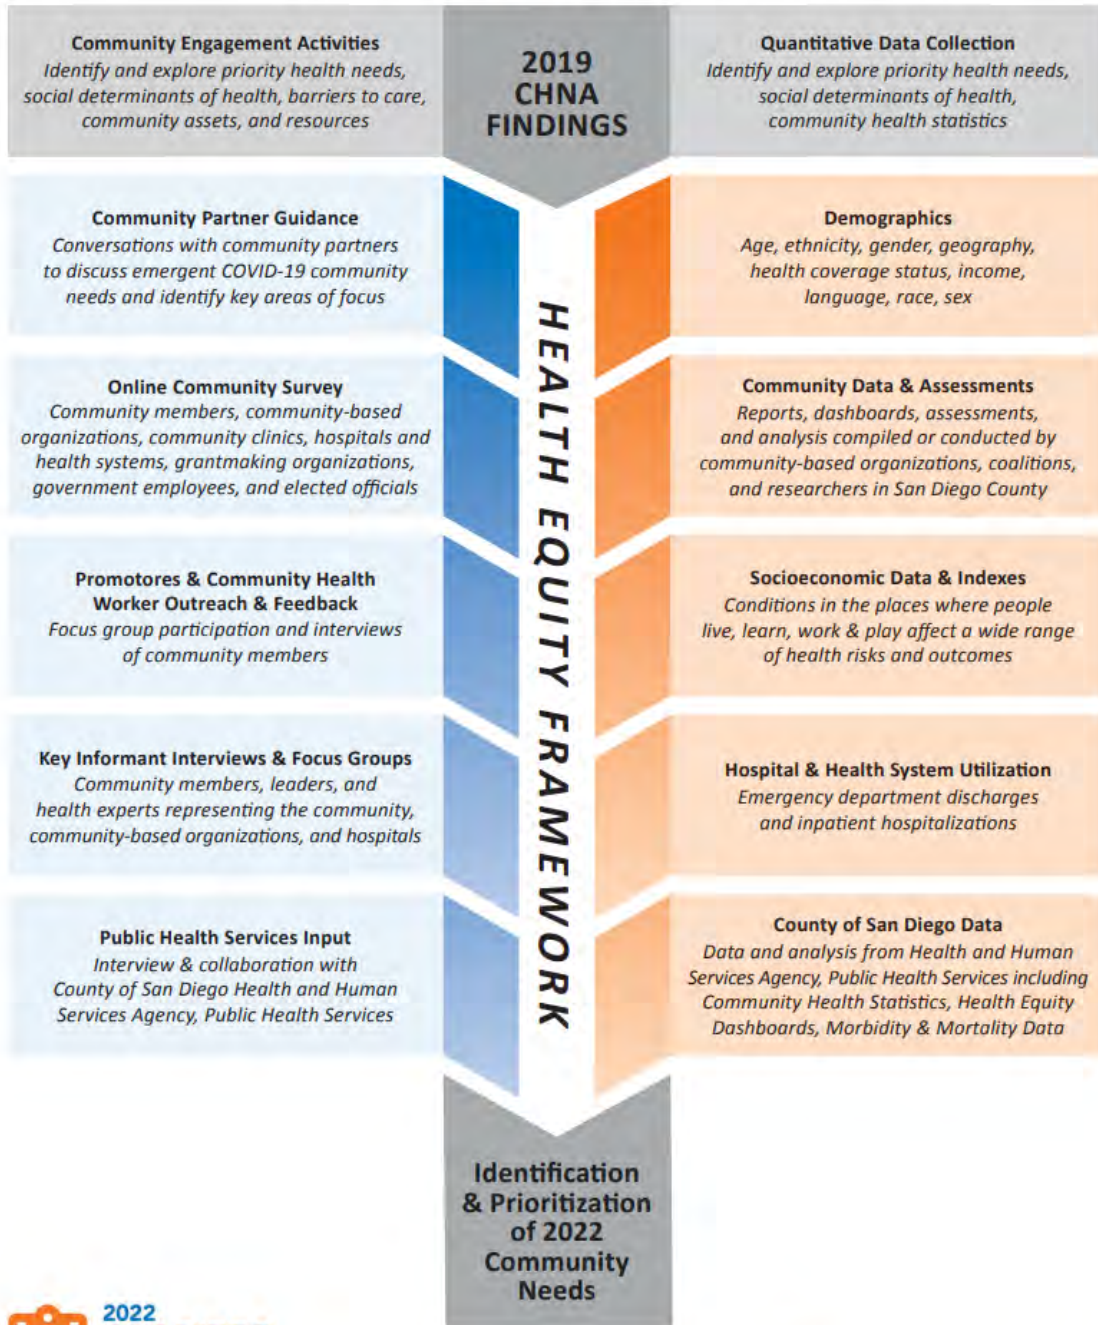 Community Engagement Activities
Identify and explore priority health needs,
social determinants of health, barriers to care,
community assets, and resources
2019
CHNA
FINDINGS
Quantitative Data Collection
Identify and explore priority health needs,
social determinants of health,
community health statistics
Community Partner Guidance
Conversations with community partners
to discuss emergent COVID-19 community
needs and identify key areas of focus
Online Community Survey
Community members, community-based
organizations, community clinics, hospitals and
health systems, grantmaking organizations,
government employees, and elected officials
Promotores & Community Health
Worker Outreach & Feedback
Focus group participation and interviews
of community members
Key Informant Interviews & Focus Groups
Community members, leaders, and
health experts representing the community,
community-based organizations, and hospitals
Public Health Services Input
Interview & collaboration with
County of San Diego Health and Human
Services Agency, Public Health Services
HEALTH EQUITY FRAMEWORK
Demographics
Age, ethnicity, gender, geography,
health coverage status, income,
language, race, sex
Community Data & Assessments
Reports, dashboards, assessments,
and analysis compiled or conducted by
community-based organizations, coalitions,
and researchers in San Diego County
Socioeconomic Data & Indexes
Conditions in the places where people
live, learn, work & play affect a wide range
of health risks and outcomes
Hospital & Health System Utilization
Emergency department discharges
and inpatient hospitalizations
County of San Diego Data
Data and analysis from Health and Human
Services Agency, Public Health Services including
Community Health Statistics, Health Equity
Dashboards, Morbidity & Mortality Data
Identification
& Prioritization
of 2022
Community
Needs
2022